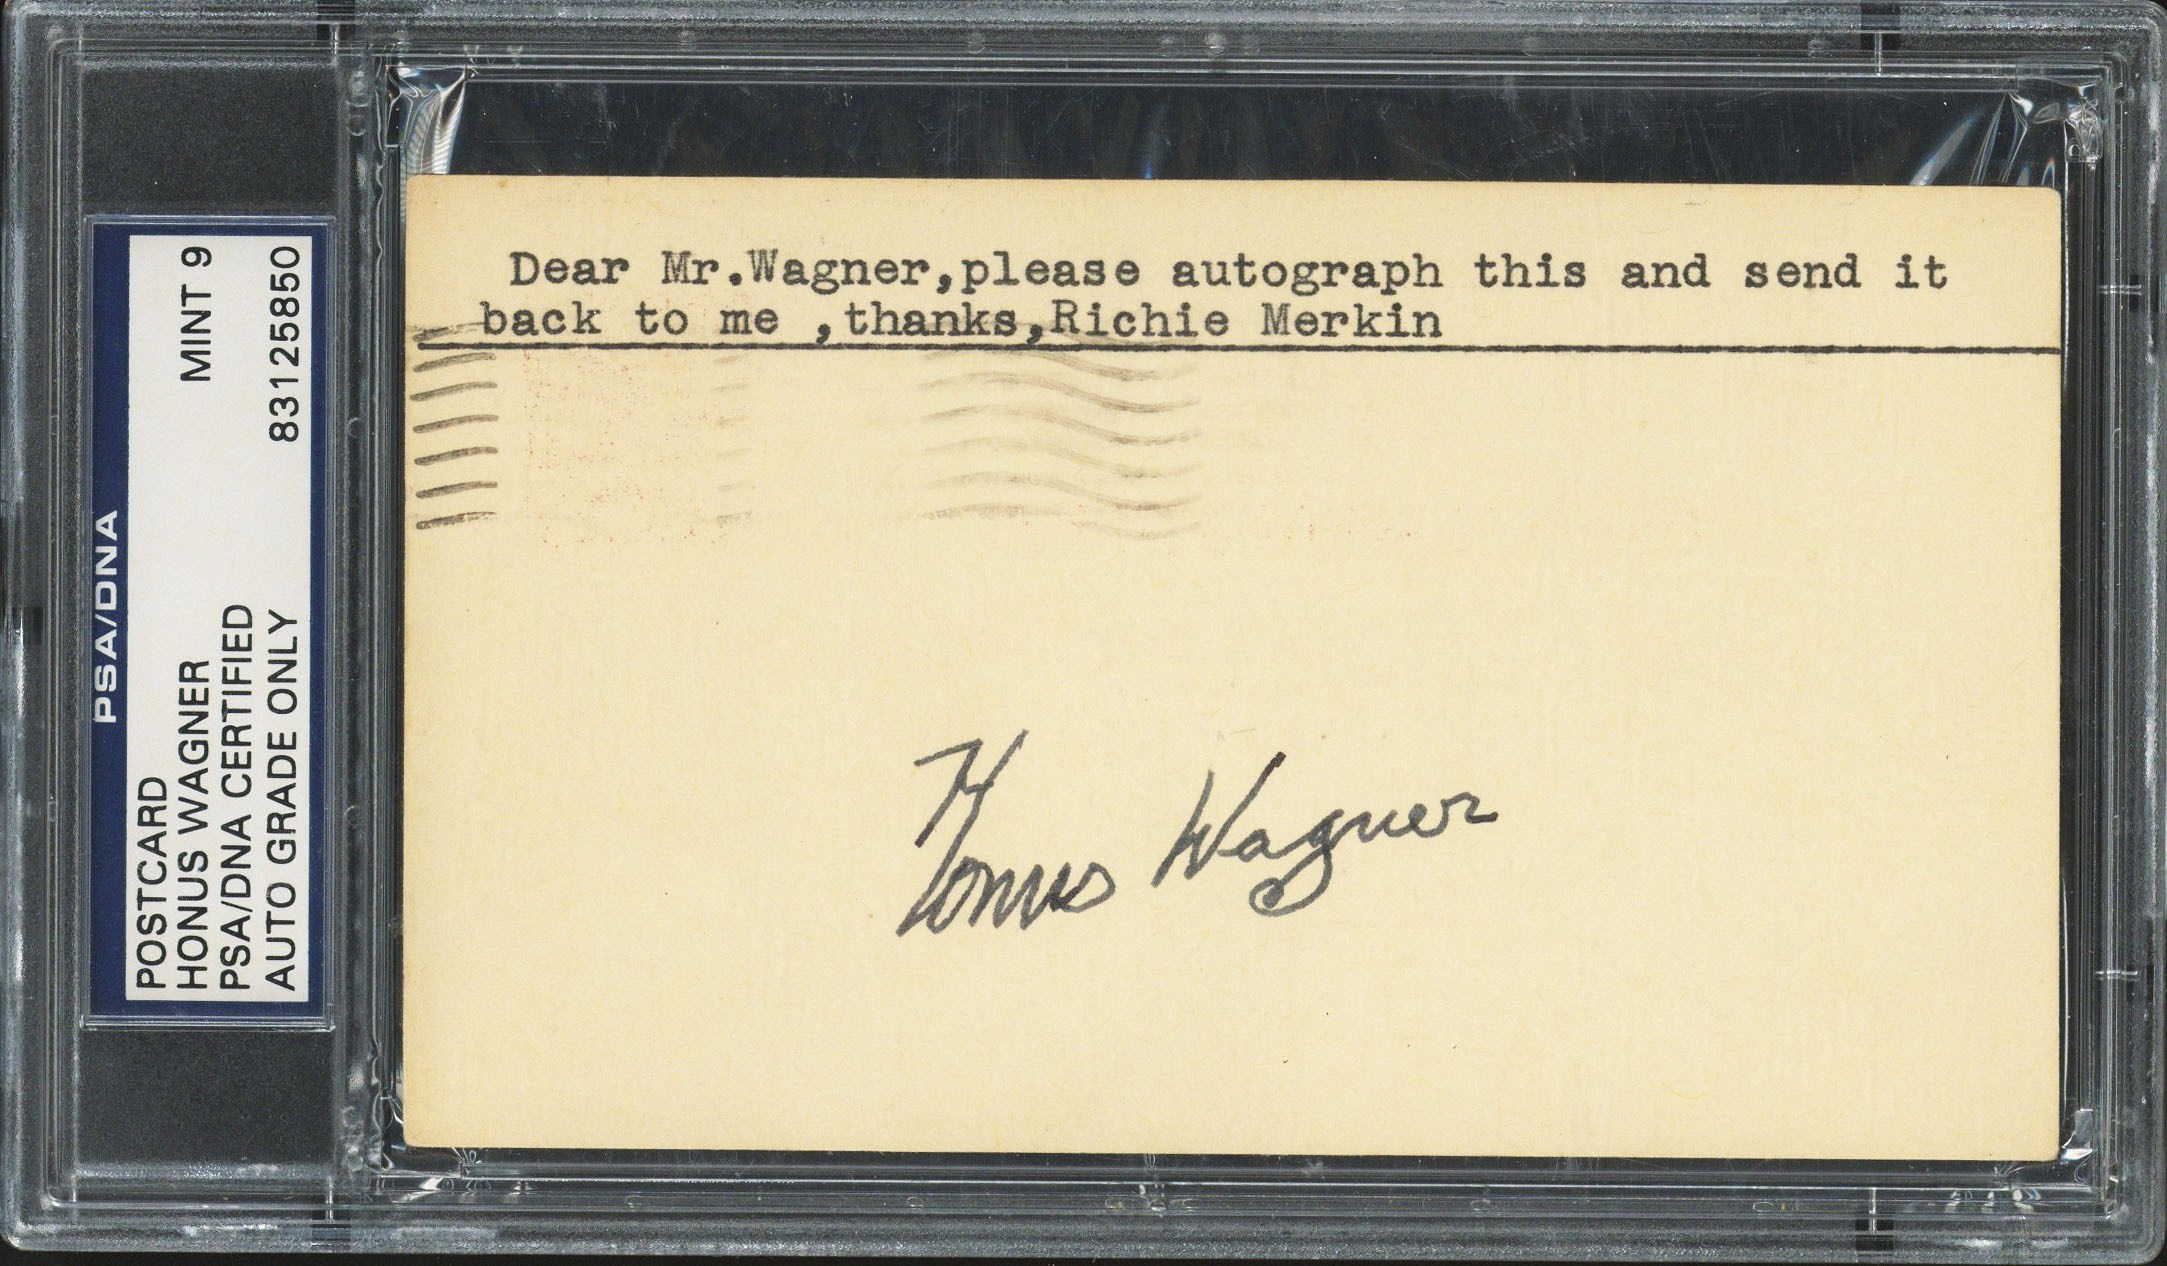 PSA/DNA
POSTCARD
HONUS WAGNER MINT 9
PSA/DNA CERTIFIED
AUTO GRADE ONLY 83125850
Dear Mr.Wagner,please autograph this and send it
back to me ,thanks,Richie Merkin
Honus Wagner